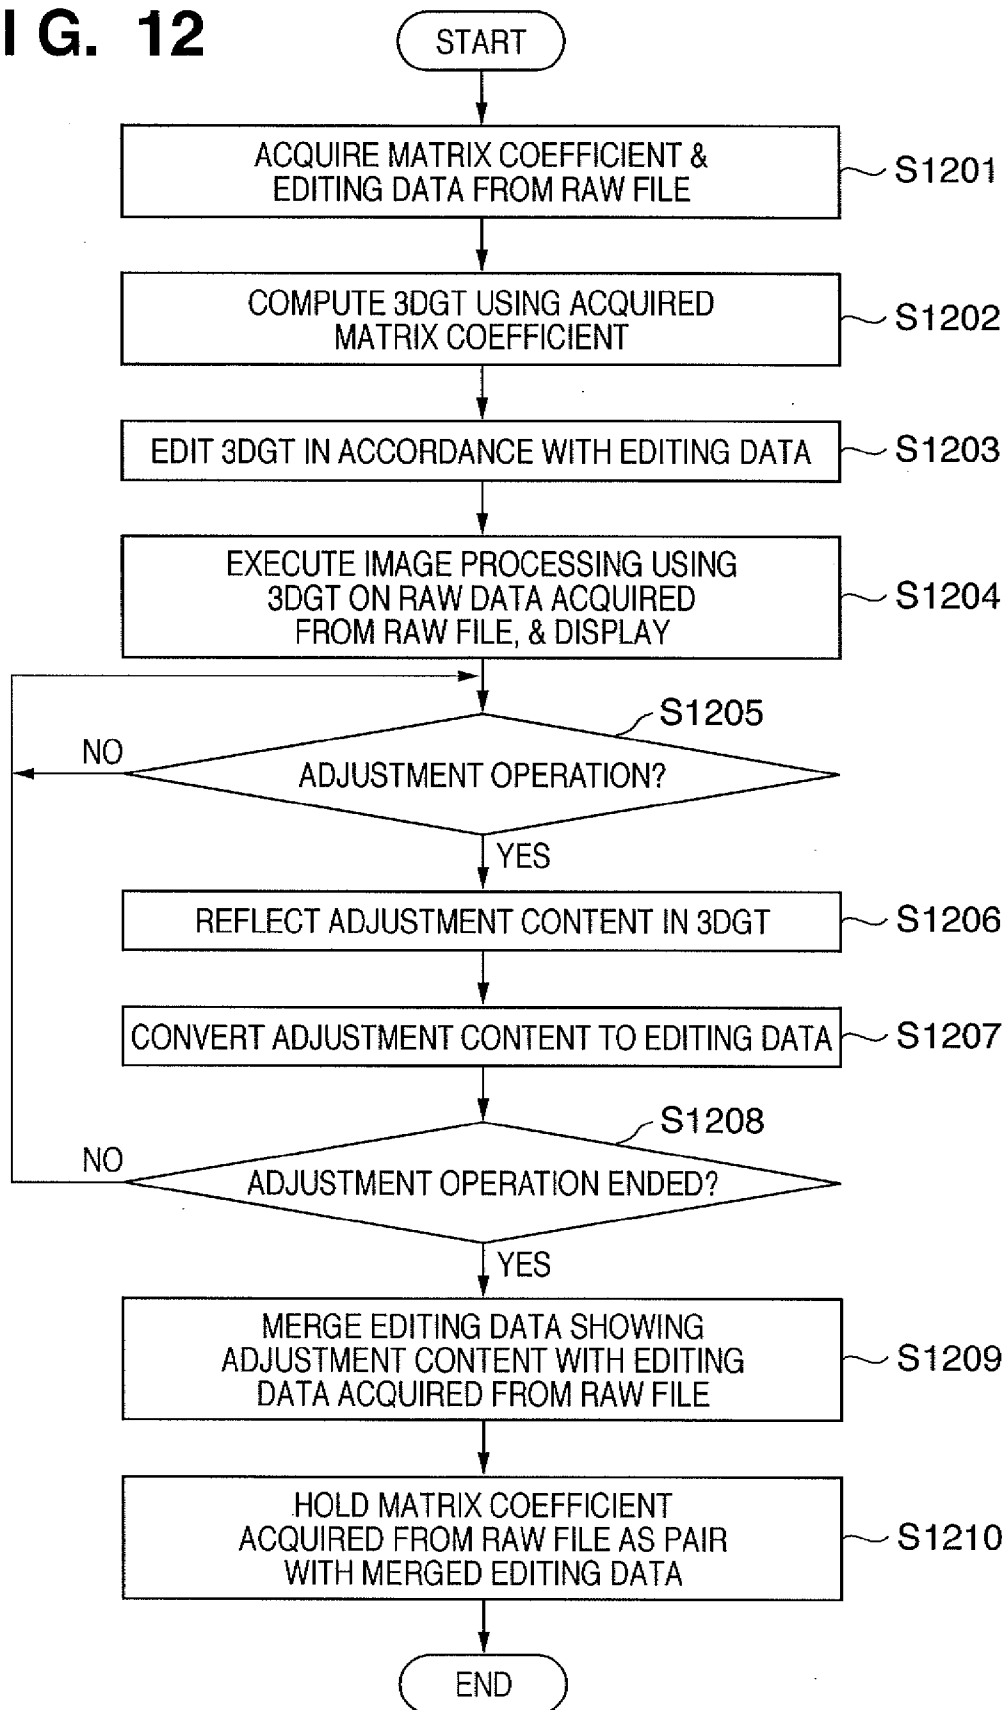 I G. 12
START
ACQUIRE MATRIX COEFFICIENT &
EDITING DATA FROM RAW FILE
S1201
COMPUTE 3DGT USING ACQUIRED
MATRIX COEFFICIENT
S1202
EDIT 3DGT IN ACCORDANCE WITH EDITING DATA
S1203
EXECUTE IMAGE PROCESSING USING
3DGT ON RAW DATA ACQUIRED
FROM RAW FILE, & DISPLAY
S1204
S1205
NO
ADJUSTMENT OPERATION?
YES
REFLECT ADJUSTMENT CONTENT IN 3DGT
S1206
CONVERT ADJUSTMENT CONTENT TO EDITING DATA
S1207
S1208
NO
ADJUSTMENT OPERATION ENDED?
YES
MERGE EDITING DATA SHOWING
ADJUSTMENT CONTENT WITH EDITING
DATA ACQUIRED FROM RAW FILE
S1209
HOLD MATRIX COEFFICIENT
ACQUIRED FROM RAW FILE AS PAIR
WITH MERGED EDITING DATA
S1210
END